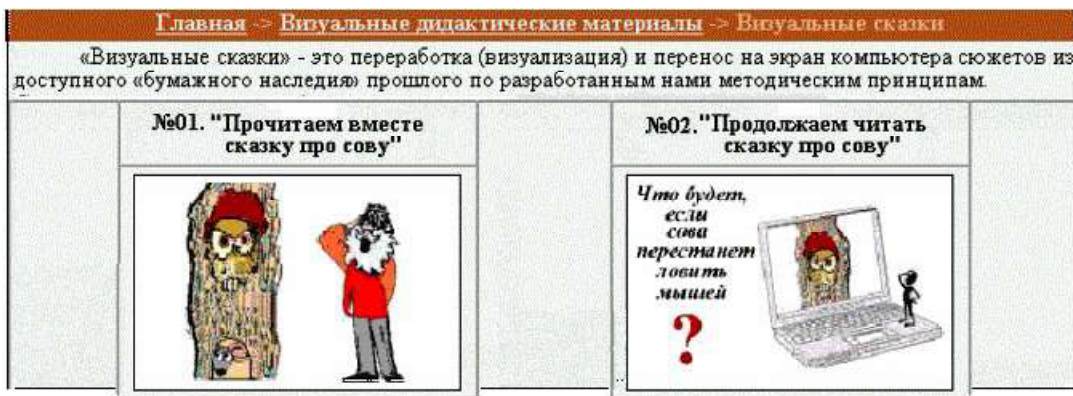 Главная -> Визуальные дидактические материалы -> Визуальные сказки
«Визуальные сказки» - это переработка (визуализация) и перенос на экран компьютера сюжетов из
доступного «бумажного наследия» прошлого по разработанным нами методическим принципам.
№01. "Прочитаем вместе
сказку про сову"
№02."Продолжаем читать
сказку про сову"
Что будет,
если
сова
перестанет
ловить
мышей
?